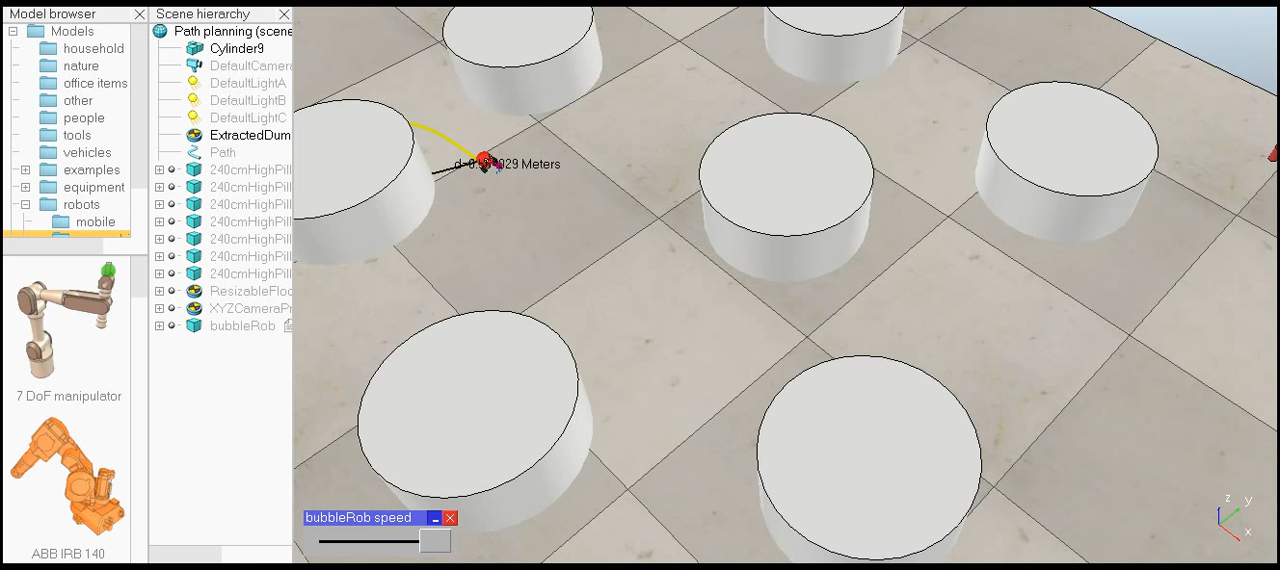 Model browser
Models
household
nature
office items
other
people
tools
vehicles
examples
equipment
robots
mobile
7 DoF manipulator
ABB IRB 140
Scene hierarchy
Path planning (scene
Cylinder9
DefaultCamera
DefaultLightA
DefaultLightB
DefaultLightC
ExtractedDum
Path
240cmHighPill
240cmHighPill
240cmHighPill
240cmHighPill
240cmHighPill
240cmHighPill
240cmHighPill
ResizableFloo
XYZCameraPr
bubbleRob
029 Meters
bubbleRob speed
z
y
x